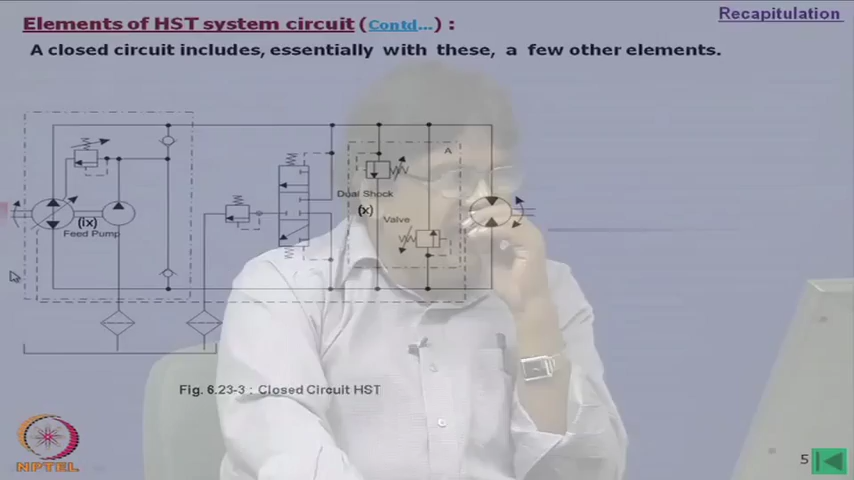 Recapitulation
Elements of HST system circuit (Contd...) :
A closed circuit includes, essentially with these, a few other elements.
A
Dual Shock
(x)
Valve
(ix)
Feed Pump
Fig. 6.23-3 : Closed Circuit HST
NPTEL
5